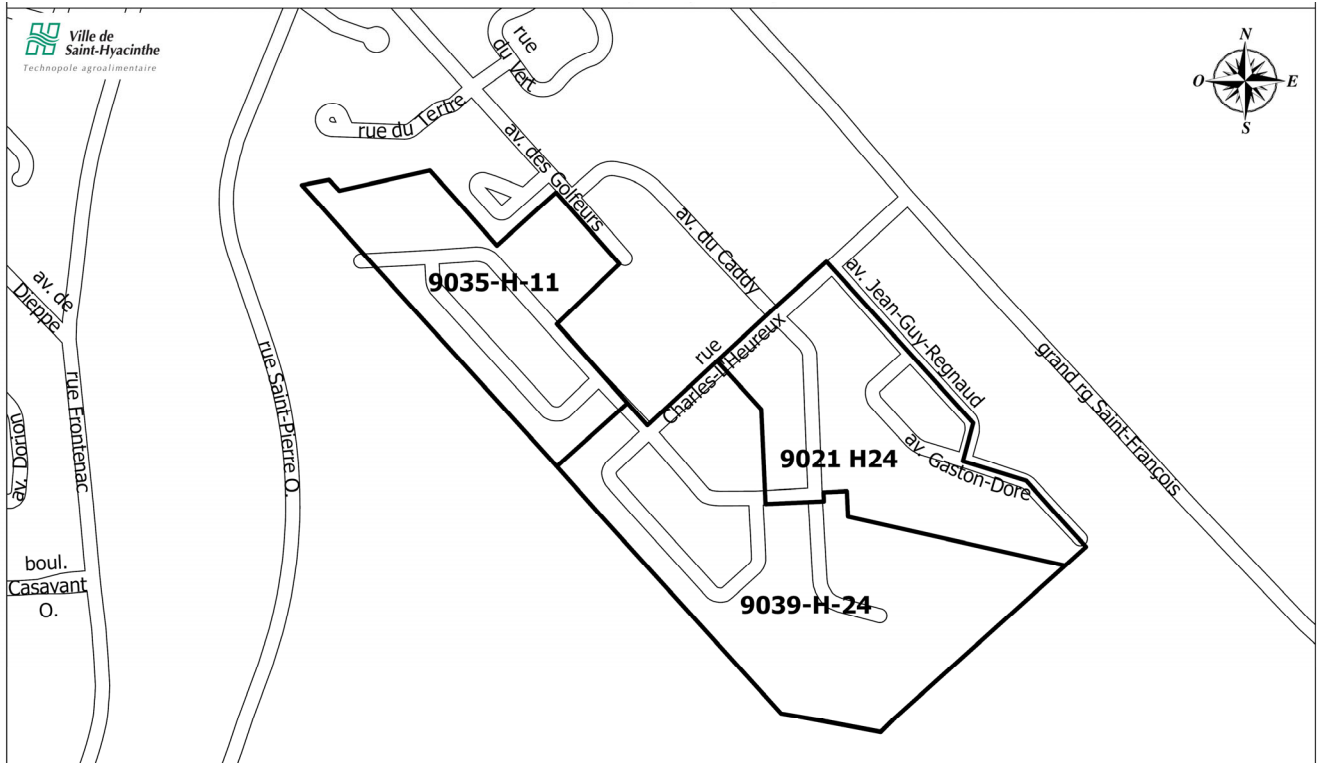 Ville de
Saint-Hyacinthe
Technopole agroalimentaire
N
O
E
S
rue
du Vert
rue du Tertre
av. des Golfeurs
av. du Caddy
9035-H-11
av. de
Dieppe
rue Frontenac
rue Saint-Pierre O.
rue
Charles-L'Heureux
av. Jean-Guy-Regnaud
grand rg Saint-François
av. Dorion
9021 H24
av. Gaston-Dore
boul.
Casavant
O.
9039-H-24